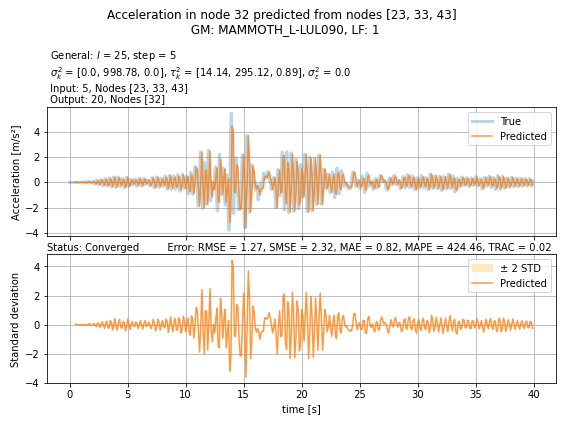 Acceleration in node 32 predicted from nodes [23, 33, 43]
GM: MAMMOTH_L-LUL090, LF: 1
General: l = 25, step = 5
σ²ₖ = [0.0, 998.78, 0.0], τ²ₖ = [14.14, 295.12, 0.89], σ²ε = 0.0
Input: 5, Nodes [23, 33, 43]
Output: 20, Nodes [32]
Acceleration [m/s²]
4
2
0
−2
−4
True
Predicted
Status: Converged
Error: RMSE = 1.27, SMSE = 2.32, MAE = 0.82, MAPE = 424.46, TRAC = 0.02
Standard deviation
4
2
0
−2
−4
± 2 STD
Predicted
0 5 10 15 20 25 30 35 40
time [s]